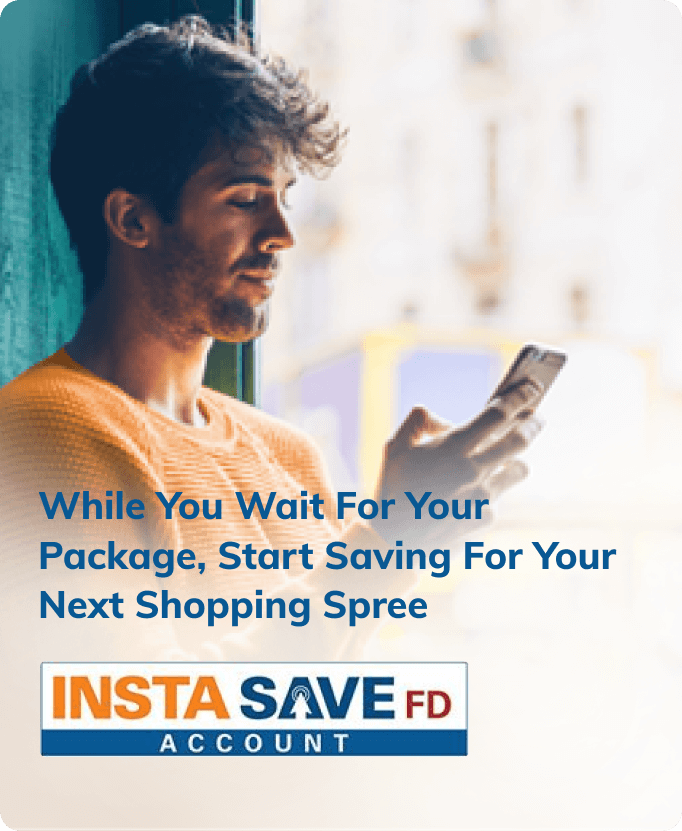 While You Wait For Your
Package, Start Saving For Your
Next Shopping Spree
INSTA SAVE FD
ACCOUNT